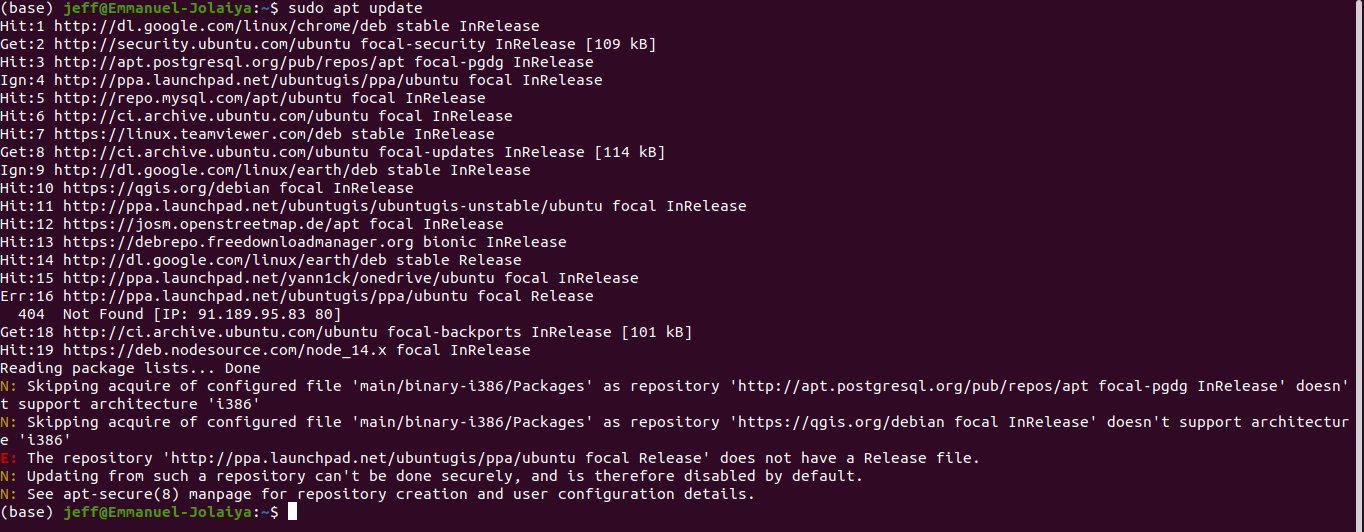 (base) jeff@Emmanuel-Jolaiya:~$ sudo apt update
Hit:1 http://dl.google.com/linux/chrome/deb stable InRelease
Get:2 http://security.ubuntu.com/ubuntu focal-security InRelease [109 kB]
Hit:3 http://apt.postgresql.org/pub/repos/apt focal-pgdg InRelease
Ign:4 http://ppa.launchpad.net/ubuntugis/ppa/ubuntu focal InRelease
Hit:5 http://repo.mysql.com/apt/ubuntu focal InRelease
Hit:6 http://ci.archive.ubuntu.com/ubuntu focal InRelease
Hit:7 https://linux.teamviewer.com/deb stable InRelease
Get:8 http://ci.archive.ubuntu.com/ubuntu focal-updates InRelease [114 kB]
Ign:9 http://dl.google.com/linux/earth/deb stable InRelease
Hit:10 https://qgis.org/debian focal InRelease
Hit:11 http://ppa.launchpad.net/ubuntugis/ubuntugis-unstable/ubuntu focal InRelease
Hit:12 https://josm.openstreetmap.de/apt focal InRelease
Hit:13 https://debrepo.freedownloadmanager.org bionic InRelease
Hit:14 http://dl.google.com/linux/earth/deb stable Release
Hit:15 http://ppa.launchpad.net/yann1ck/onedrive/ubuntu focal InRelease
Err:16 http://ppa.launchpad.net/ubuntugis/ppa/ubuntu focal Release
  404  Not Found [IP: 91.189.95.83 80]
Get:18 http://ci.archive.ubuntu.com/ubuntu focal-backports InRelease [101 kB]
Hit:19 https://deb.nodesource.com/node_14.x focal InRelease
Reading package lists... Done
N: Skipping acquire of configured file 'main/binary-i386/Packages' as repository 'http://apt.postgresql.org/pub/repos/apt focal-pgdg InRelease' doesn'
t support architecture 'i386'
N: Skipping acquire of configured file 'main/binary-i386/Packages' as repository 'https://qgis.org/debian focal InRelease' doesn't support architectur
e 'i386'
E: The repository 'http://ppa.launchpad.net/ubuntugis/ppa/ubuntu focal Release' does not have a Release file.
N: Updating from such a repository can't be done securely, and is therefore disabled by default.
N: See apt-secure(8) manpage for repository creation and user configuration details.
(base) jeff@Emmanuel-Jolaiya:~$